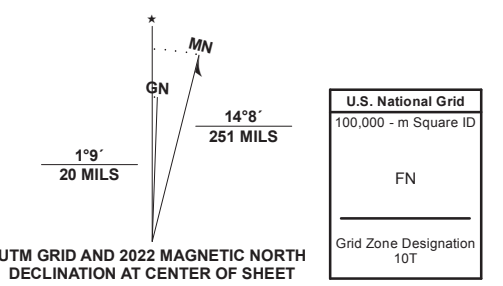 MN
GN
14°8´
251 MILS
1°9´
20 MILS
UTM GRID AND 2022 MAGNETIC NORTH
DECLINATION AT CENTER OF SHEET
U.S. National Grid
100,000 - m Square ID
FN
Grid Zone Designation
10T